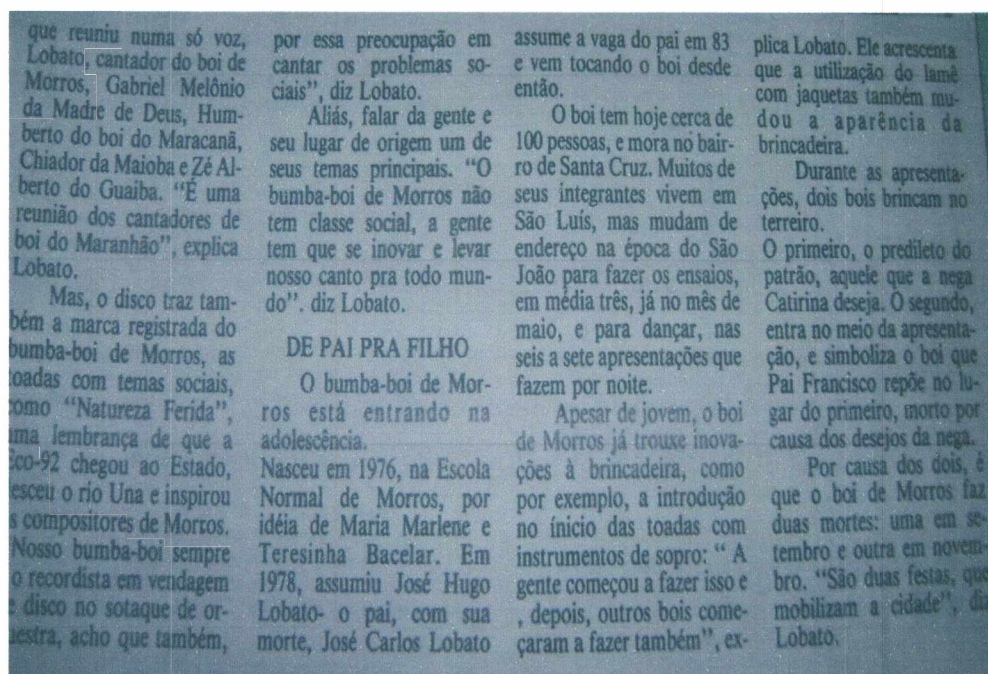 que reuniu numa só voz,
Lobato, cantador do boi de
Morros, Gabriel Melônio
da Madre de Deus, Hum-
berto do boi do Maracanã,
Chiador da Maioba e Zé Al-
berto do Guaiba. "É uma
reunião dos cantadores de
boi do Maranhão", explica
Lobato.
Mas, o disco traz tam-
bém a marca registrada do
bumba-boi de Morros, as
toadas com temas sociais,
como "Natureza Ferida",
uma lembrança de que a
Eco-92 chegou ao Estado,
esceu o rio Una e inspirou
s compositores de Morros.
Nosso bumba-boi sempre
o recordista em vendagem
e disco no sotaque de or-
uestra, acho que também,
por essa preocupação em
cantar os problemas so-
ciais", diz Lobato.
Aliás, falar da gente e
seu lugar de origem um de
seus temas principais. "O
bumba-boi de Morros não
tem classe social, a gente
tem que se inovar e levar
nosso canto pra todo mun-
do". diz Lobato.
DE PAI PRA FILHO
O bumba-boi de Mor-
ros está entrando na
adolescência.
Nasceu em 1976, na Escola
Normal de Morros, por
idéia de Maria Marlene e
Teresinha Bacelar. Em
1978, assumiu José Hugo
Lobato- o pai, com sua
morte, José Carlos Lobato
assume a vaga do pai em 83
e vem tocando o boi desde
então.
O boi tem hoje cerca de
100 pessoas, e mora no bair-
ro de Santa Cruz. Muitos de
seus integrantes vivem em
São Luís, mas mudam de
endereço na época do São
João para fazer os ensaios,
em média três, já no mês de
maio, e para dançar, nas
seis a sete apresentações que
fazem por noite.
Apesar de jovem, o boi
de Morros já trouxe inova-
ções à brincadeira, como
por exemplo, a introdução
no ínicio das toadas com
instrumentos de sopro: " A
gente começou a fazer isso e
, depois, outros bois come-
çaram a fazer também", ex-
plica Lobato. Ele acrescenta
que a utilização do lamê
com jaquetas também mu-
dou a aparência da
brincadeira.
Durante as apresenta-
ções, dois bois brincam no
terreiro.
O primeiro, o predileto do
patrão, aquele que a nega
Catirina deseja. O segundo,
entra no meio da apresenta-
ção, e simboliza o boi que
Pai Francisco repõe no lu-
gar do primeiro, morto por
causa dos desejos da nega.
Por causa dos dois, é
que o boi de Morros faz
duas mortes: uma em se-
tembro e outra em novem-
bro. "São duas festas, que
mobilizam a cidade", diz
Lobato.